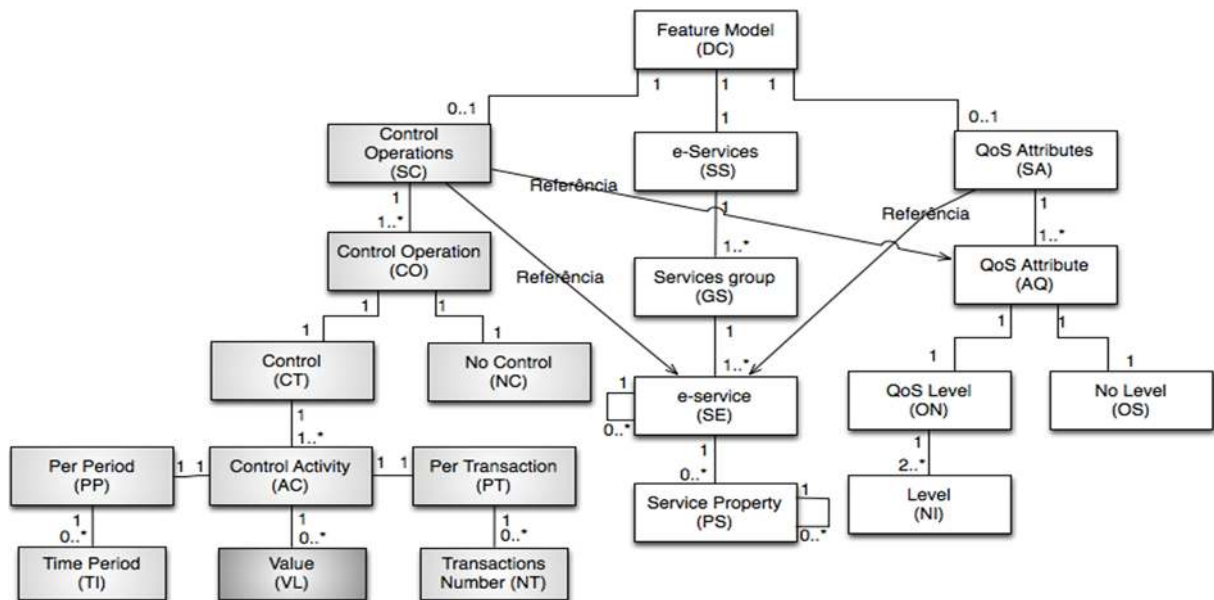 Feature Model
(DC)
1 1 1
0..1 1 0..1
Control
Operations
(SC)
e-Services
(SS)
QoS Attributes
(SA)
Referência
Referência
1 1 1
1..* 1..* 1..*
Control Operation
(CO)
Services group
(GS)
QoS Attribute
(AQ)
Referência
1 1 1 1 1
1 1 1..* 1 1
Control
(CT)
No Control
(NC)
e-service
(SE)
1
0..*
QoS Level
(ON)
No Level
(OS)
1 1 1
1..* 0..* 2..*
Per Period
(PP)
1 1
Control Activity
(AC)
1 1
Per Transaction
(PT)
Service Property
(PS)
1
0..*
Level
(NI)
1 1 1
0..* 0..* 0..*
Time Period
(TI)
Value
(VL)
Transactions
Number (NT)